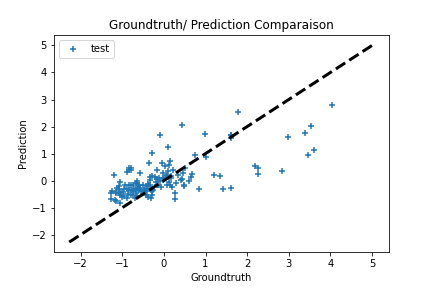 Groundtruth/ Prediction Comparaison
test
Prediction
5
4
3
2
1
0
−1
−2
−2 −1 0 1 2 3 4 5
Groundtruth